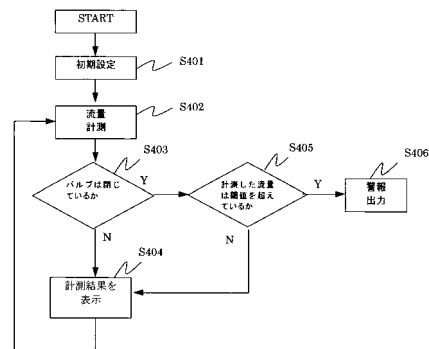 START
初期設定
S401
流量
計測
S402
S403
バルブは閉じ
ているか
Y
N
S405
計測した流量
は閾値を超え
ているか
Y
N
S406
警報
出力
S404
計測結果を
表示